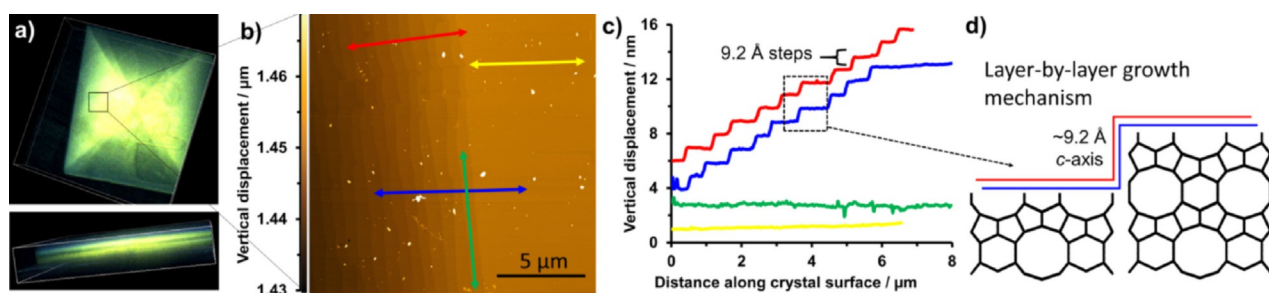 a)
b)
Vertical displacement / µm
1.46
1.45
1.44
1.43
5 µm
c)
Vertical displacement / nm
16
12
8
4
0
9.2 Å steps
0
2
4
6
8
Distance along crystal surface / µm
d)
Layer-by-layer growth
mechanism
~9.2 Å
c-axis